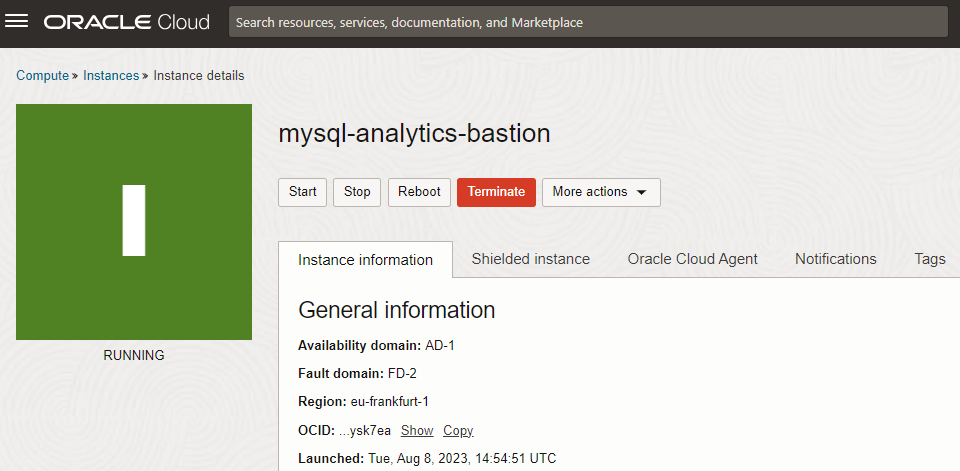 ORACLE Cloud
Search resources, services, documentation, and Marketplace
Compute » Instances » Instance details
I
RUNNING
mysql-analytics-bastion
Start Stop Reboot Terminate More actions
Instance information Shielded instance Oracle Cloud Agent Notifications Tags
General information
Availability domain: AD-1
Fault domain: FD-2
Region: eu-frankfurt-1
OCID: ...ysk7ea Show Copy
Launched: Tue, Aug 8, 2023, 14:54:51 UTC